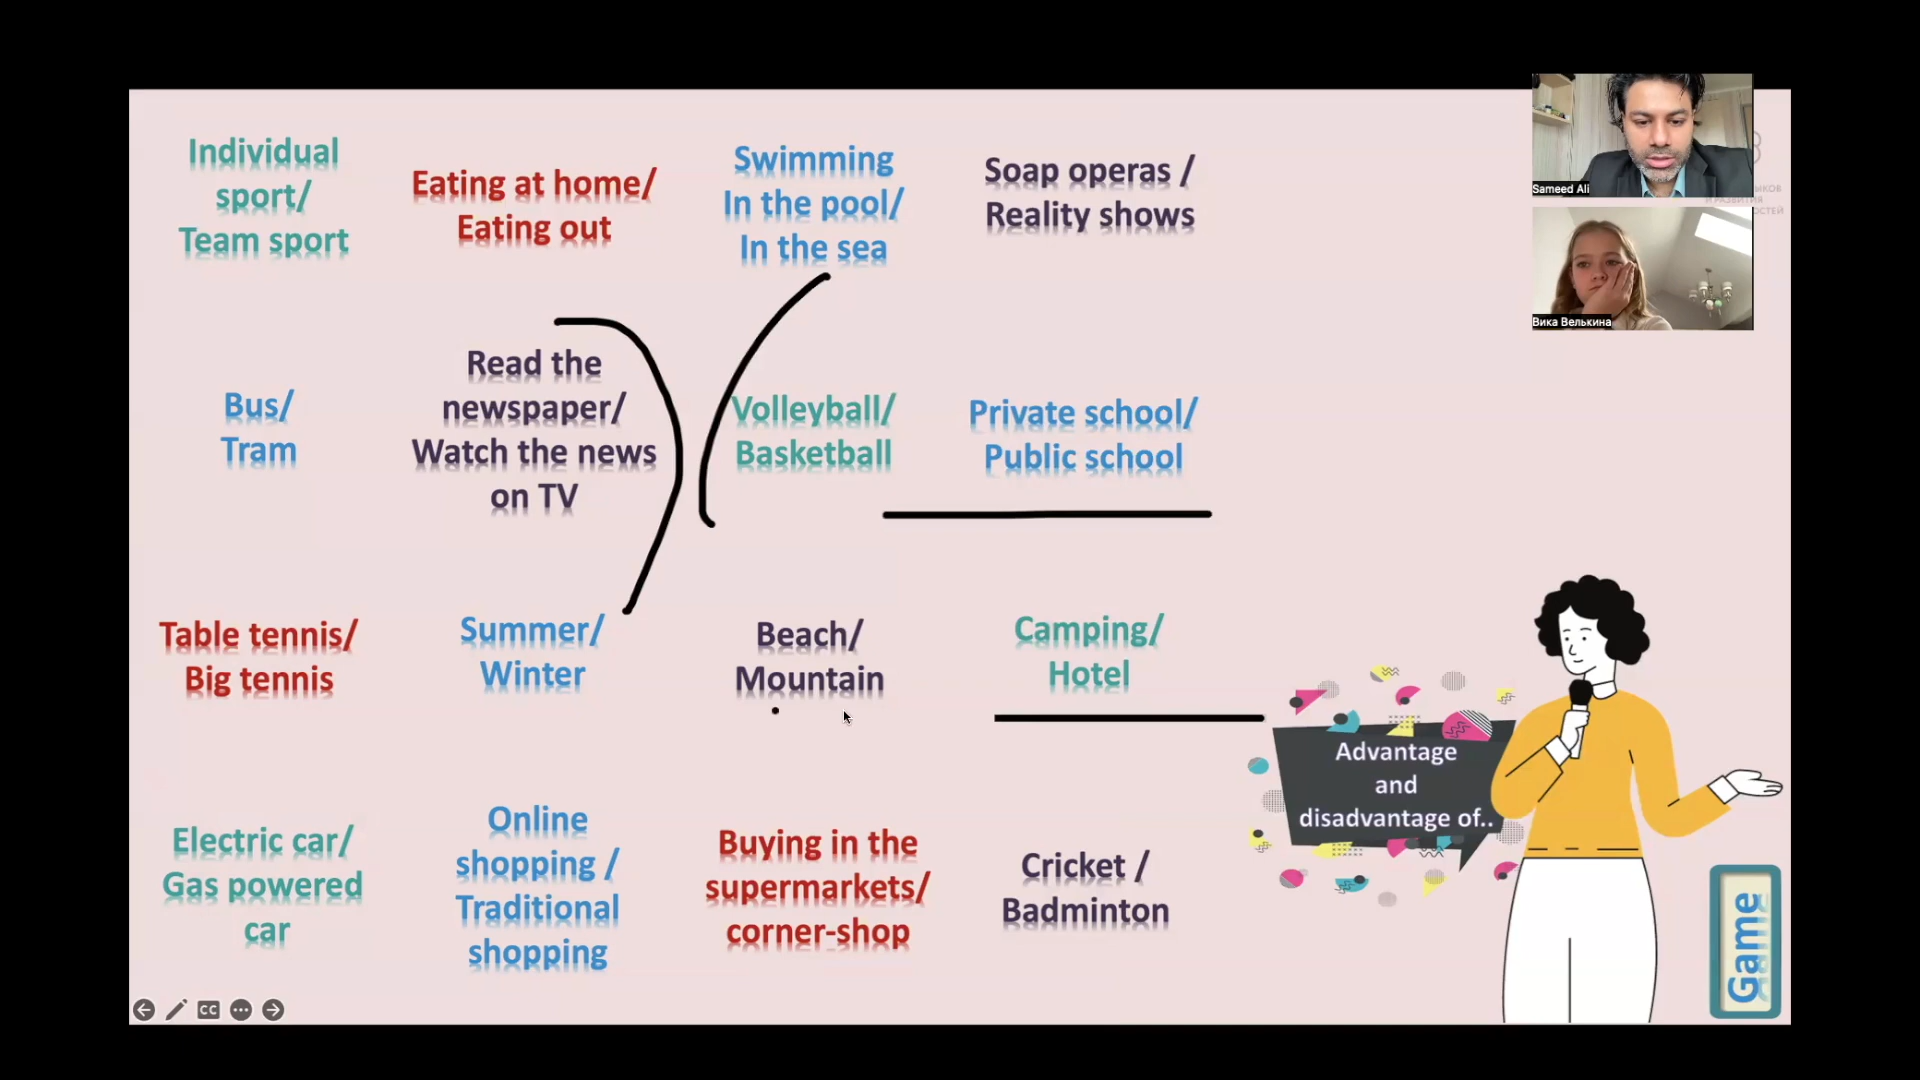 Individual
sport/
Team sport
Eating at home/
Eating out
Swimming
In the pool/
In the sea
Soap operas /
Reality shows
Sameed Ali
Вика Велькина
Bus/
Tram
Read the
newspaper/
Watch the news
on TV
Volleyball/
Basketball
Private school/
Public school
Table tennis/
Big tennis
Summer/
Winter
Beach/
Mountain
Camping/
Hotel
Advantage
and
disadvantage of..
Electric car/
Gas powered
car
Online
shopping /
Traditional
shopping
Buying in the
supermarkets/
corner-shop
Cricket /
Badminton
Game
CC